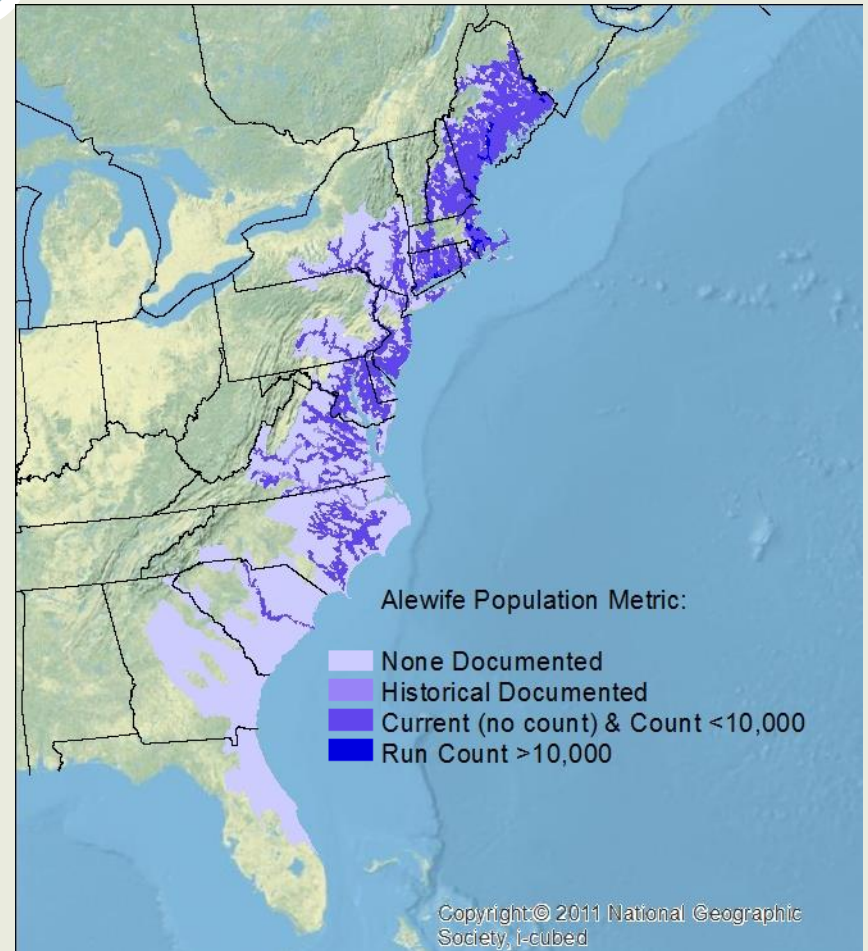 Alewife Population Metric:
None Documented
Historical Documented
Current (no count) & Count <10,000
Run Count >10,000
Copyright:© 2011 National Geographic
Society, i-cubed